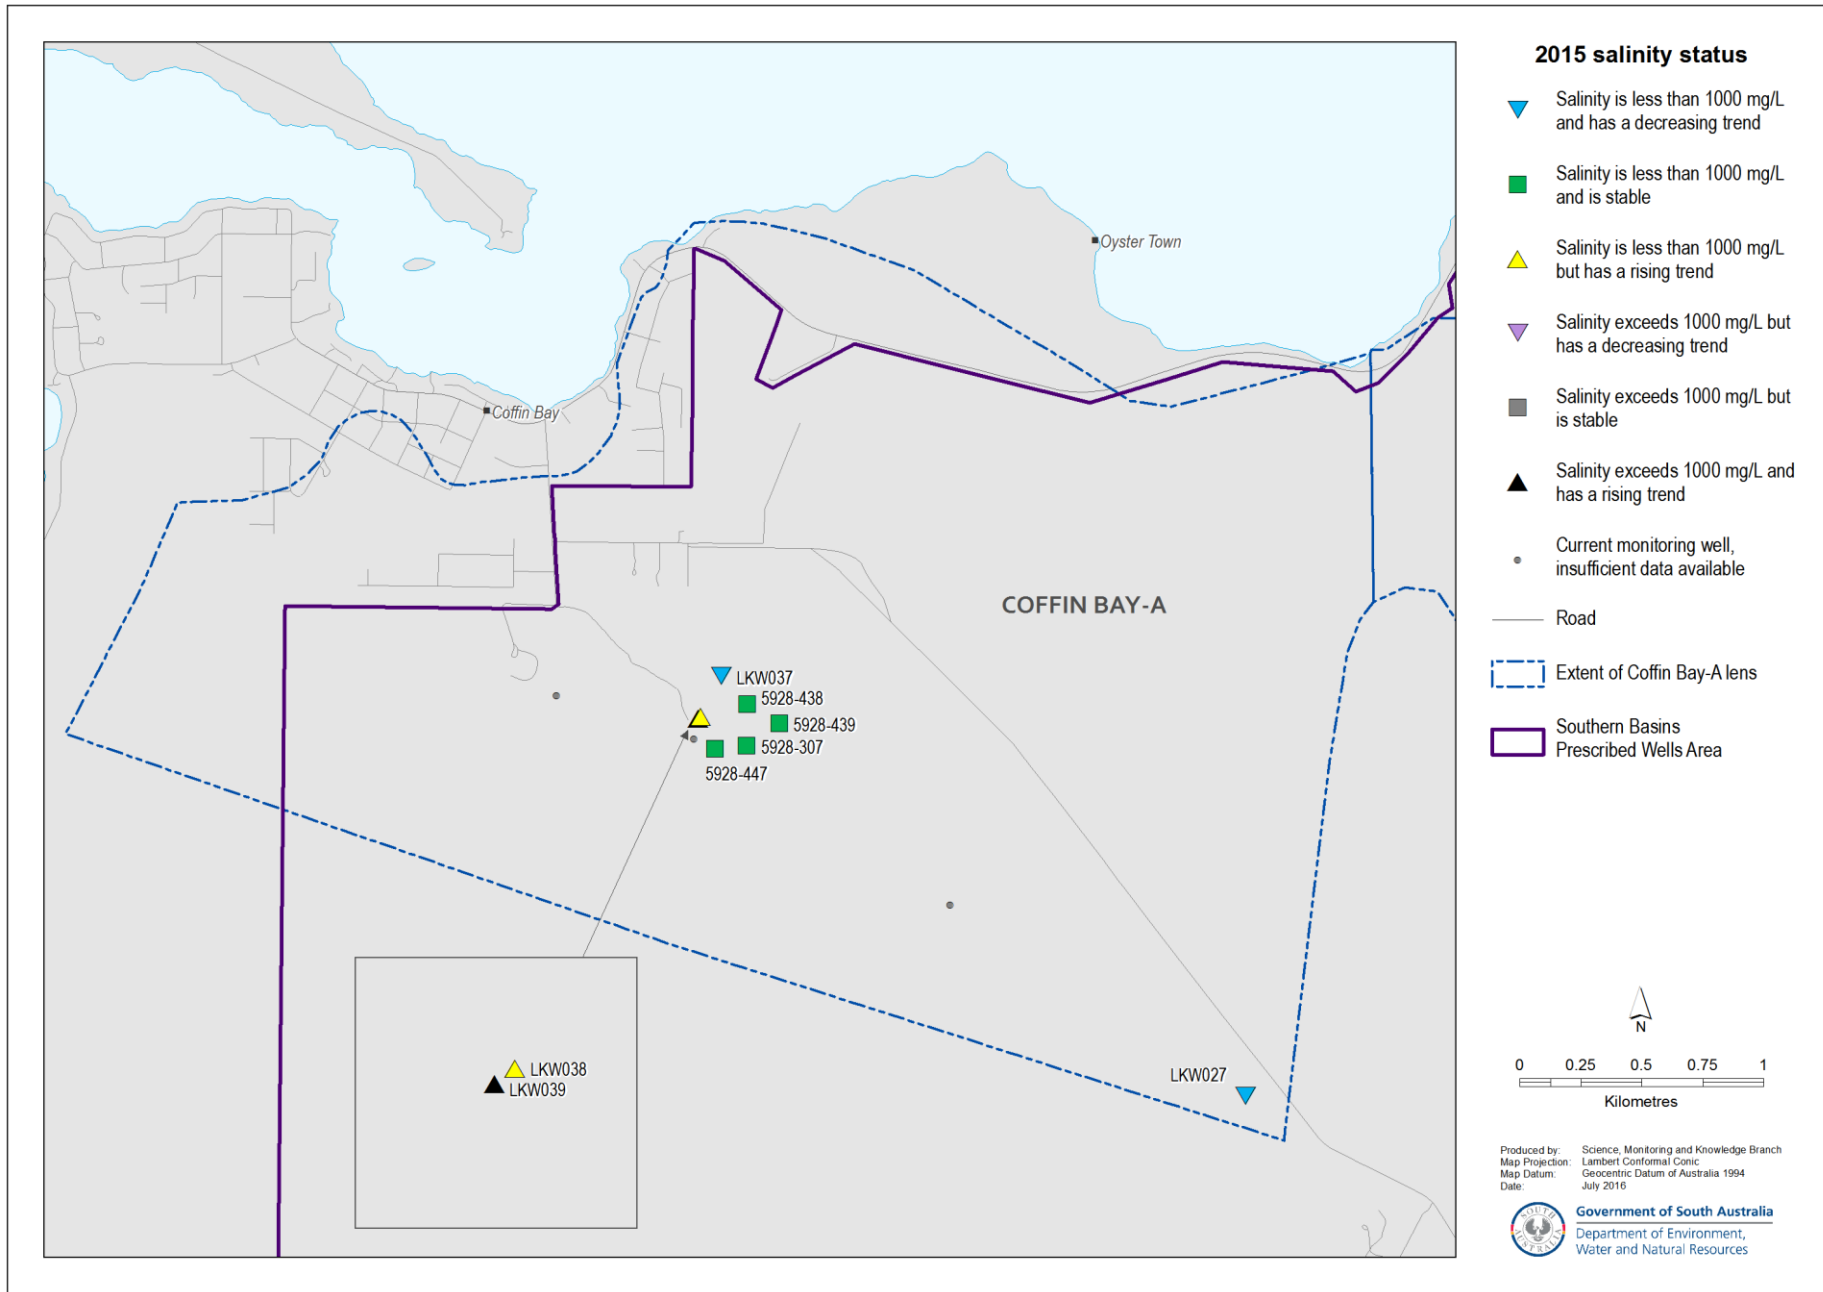 Oyster Town
Coffin Bay
COFFIN BAY-A
LKW037
5928-438
5928-439
5928-307
5928-447
LKW038
LKW039
LKW027
2015 salinity status
Salinity is less than 1000 mg/L
and has a decreasing trend
Salinity is less than 1000 mg/L
and is stable
Salinity is less than 1000 mg/L
but has a rising trend
Salinity exceeds 1000 mg/L but
has a decreasing trend
Salinity exceeds 1000 mg/L but
is stable
Salinity exceeds 1000 mg/L and
has a rising trend
Current monitoring well,
insufficient data available
Road
Extent of Coffin Bay-A lens
Southern Basins
Prescribed Wells Area
N
0 0.25 0.5 0.75 1
Kilometres
Produced by: Science, Monitoring and Knowledge Branch
Map Projection: Lambert Conformal Conic
Map Datum: Geocentric Datum of Australia 1994
Date: July 2016
SOUTH
AUSTRALIA
Government of South Australia
Department of Environment,
Water and Natural Resources